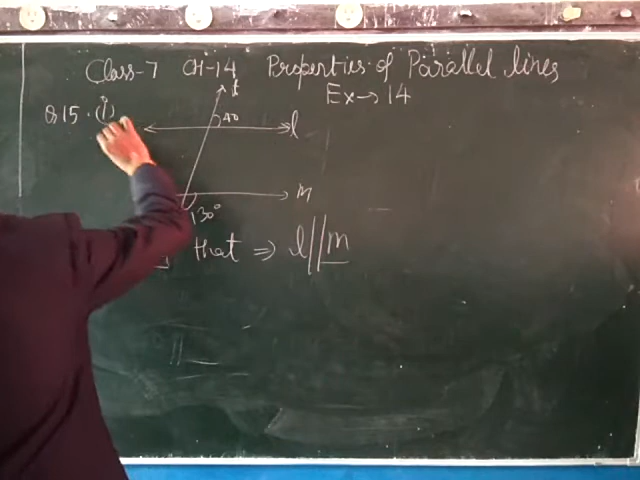 Class-7 CH-14 Properties of Parallel lines
Ex→14
Q15. (i)
t
40
l
m
130°
that ⇒ l//m